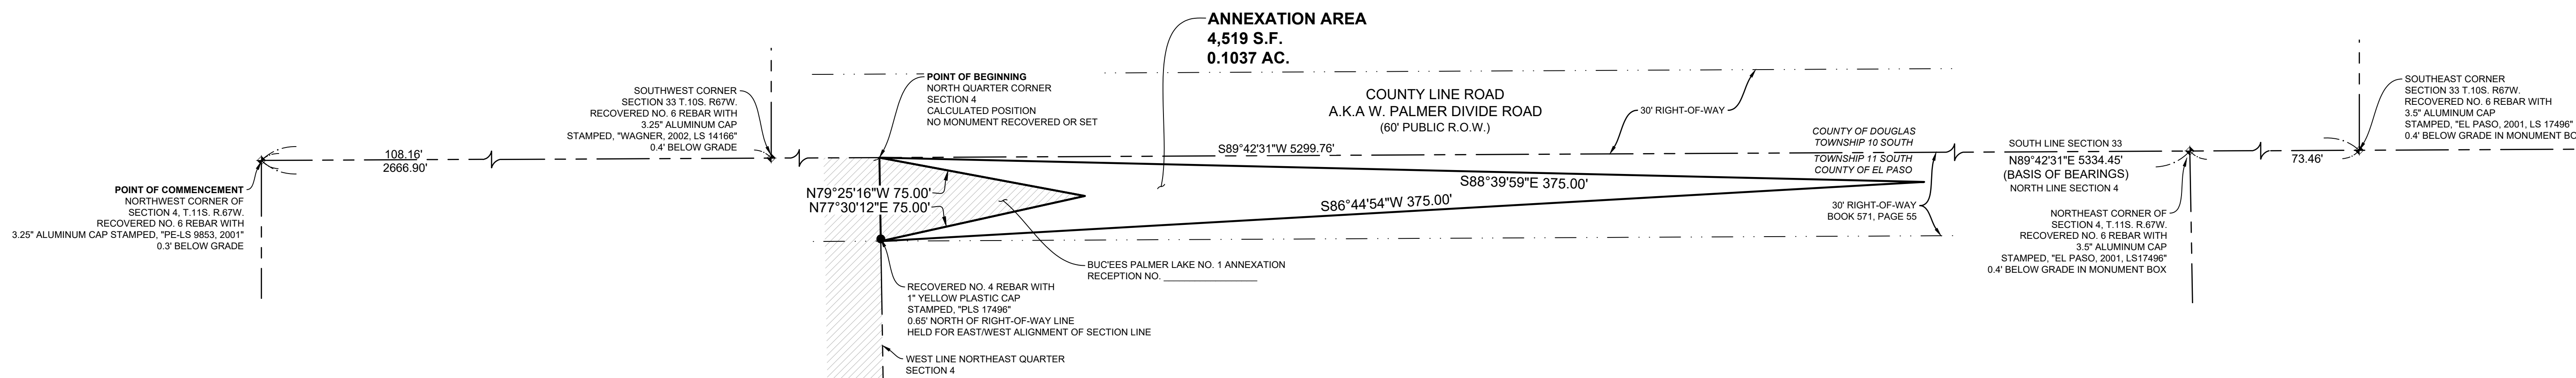 ANNEXATION AREA
4,519 S.F.
0.1037 AC.
POINT OF BEGINNING
NORTH QUARTER CORNER
SECTION 4
CALCULATED POSITION
NO MONUMENT RECOVERED OR SET
SOUTHWEST CORNER
SECTION 33 T.10S. R67W.
RECOVERED NO. 6 REBAR WITH
3.25" ALUMINUM CAP
STAMPED, "WAGNER, 2002, LS 14166"
0.4' BELOW GRADE
COUNTY LINE ROAD
A.K.A W. PALMER DIVIDE ROAD
(60' PUBLIC R.O.W.)
30' RIGHT-OF-WAY
SOUTHEAST CORNER
SECTION 33 T.10S. R67W.
RECOVERED NO. 6 REBAR WITH
3.5" ALUMINUM CAP
STAMPED, "EL PASO, 2001, LS 17496"
0.4' BELOW GRADE IN MONUMENT
COUNTY OF DOUGLAS
TOWNSHIP 10 SOUTH
TOWNSHIP 11 SOUTH
COUNTY OF EL PASO
SOUTH LINE SECTION 33
N89°42'31"E 5334.45'
(BASIS OF BEARINGS)
NORTH LINE SECTION 4
108.16'
2666.90'
S89°42'31"W 5299.76'
73.46'
POINT OF COMMENCEMENT
NORTHWEST CORNER OF
SECTION 4, T.11S. R.67W.
RECOVERED NO. 6 REBAR WITH
3.25" ALUMINUM CAP STAMPED, "PE-LS 9853, 2001"
0.3' BELOW GRADE
N79°25'16"W 75.00'
N77°30'12"E 75.00'
S88°39'59"E 375.00'
S86°44'54"W 375.00'
30' RIGHT-OF-WAY
BOOK 571, PAGE 55
NORTHEAST CORNER OF
SECTION 4, T.11S. R.67W.
RECOVERED NO. 6 REBAR WITH
3.5" ALUMINUM CAP
STAMPED, "EL PASO, 2001, LS17496"
0.4' BELOW GRADE IN MONUMENT BOX
BUC'EES PALMER LAKE NO. 1 ANNEXATION
RECEPTION NO. ____________________
RECOVERED NO. 4 REBAR WITH
1" YELLOW PLASTIC CAP
STAMPED, "PLS 17496"
0.65' NORTH OF RIGHT-OF-WAY LINE
HELD FOR EAST/WEST ALIGNMENT OF SECTION LINE
WEST LINE NORTHEAST QUARTER
SECTION 4